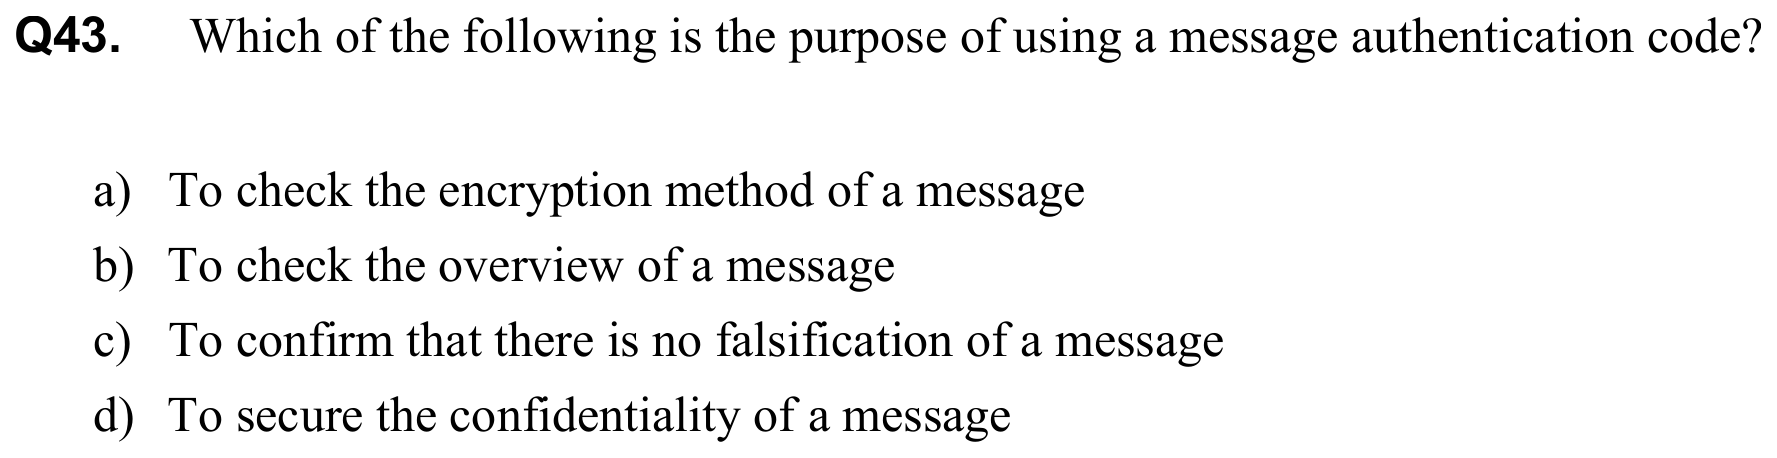 Q43. Which of the following is the purpose of using a message authentication code?
a) To check the encryption method of a message
b) To check the overview of a message
c) To confirm that there is no falsification of a message
d) To secure the confidentiality of a message